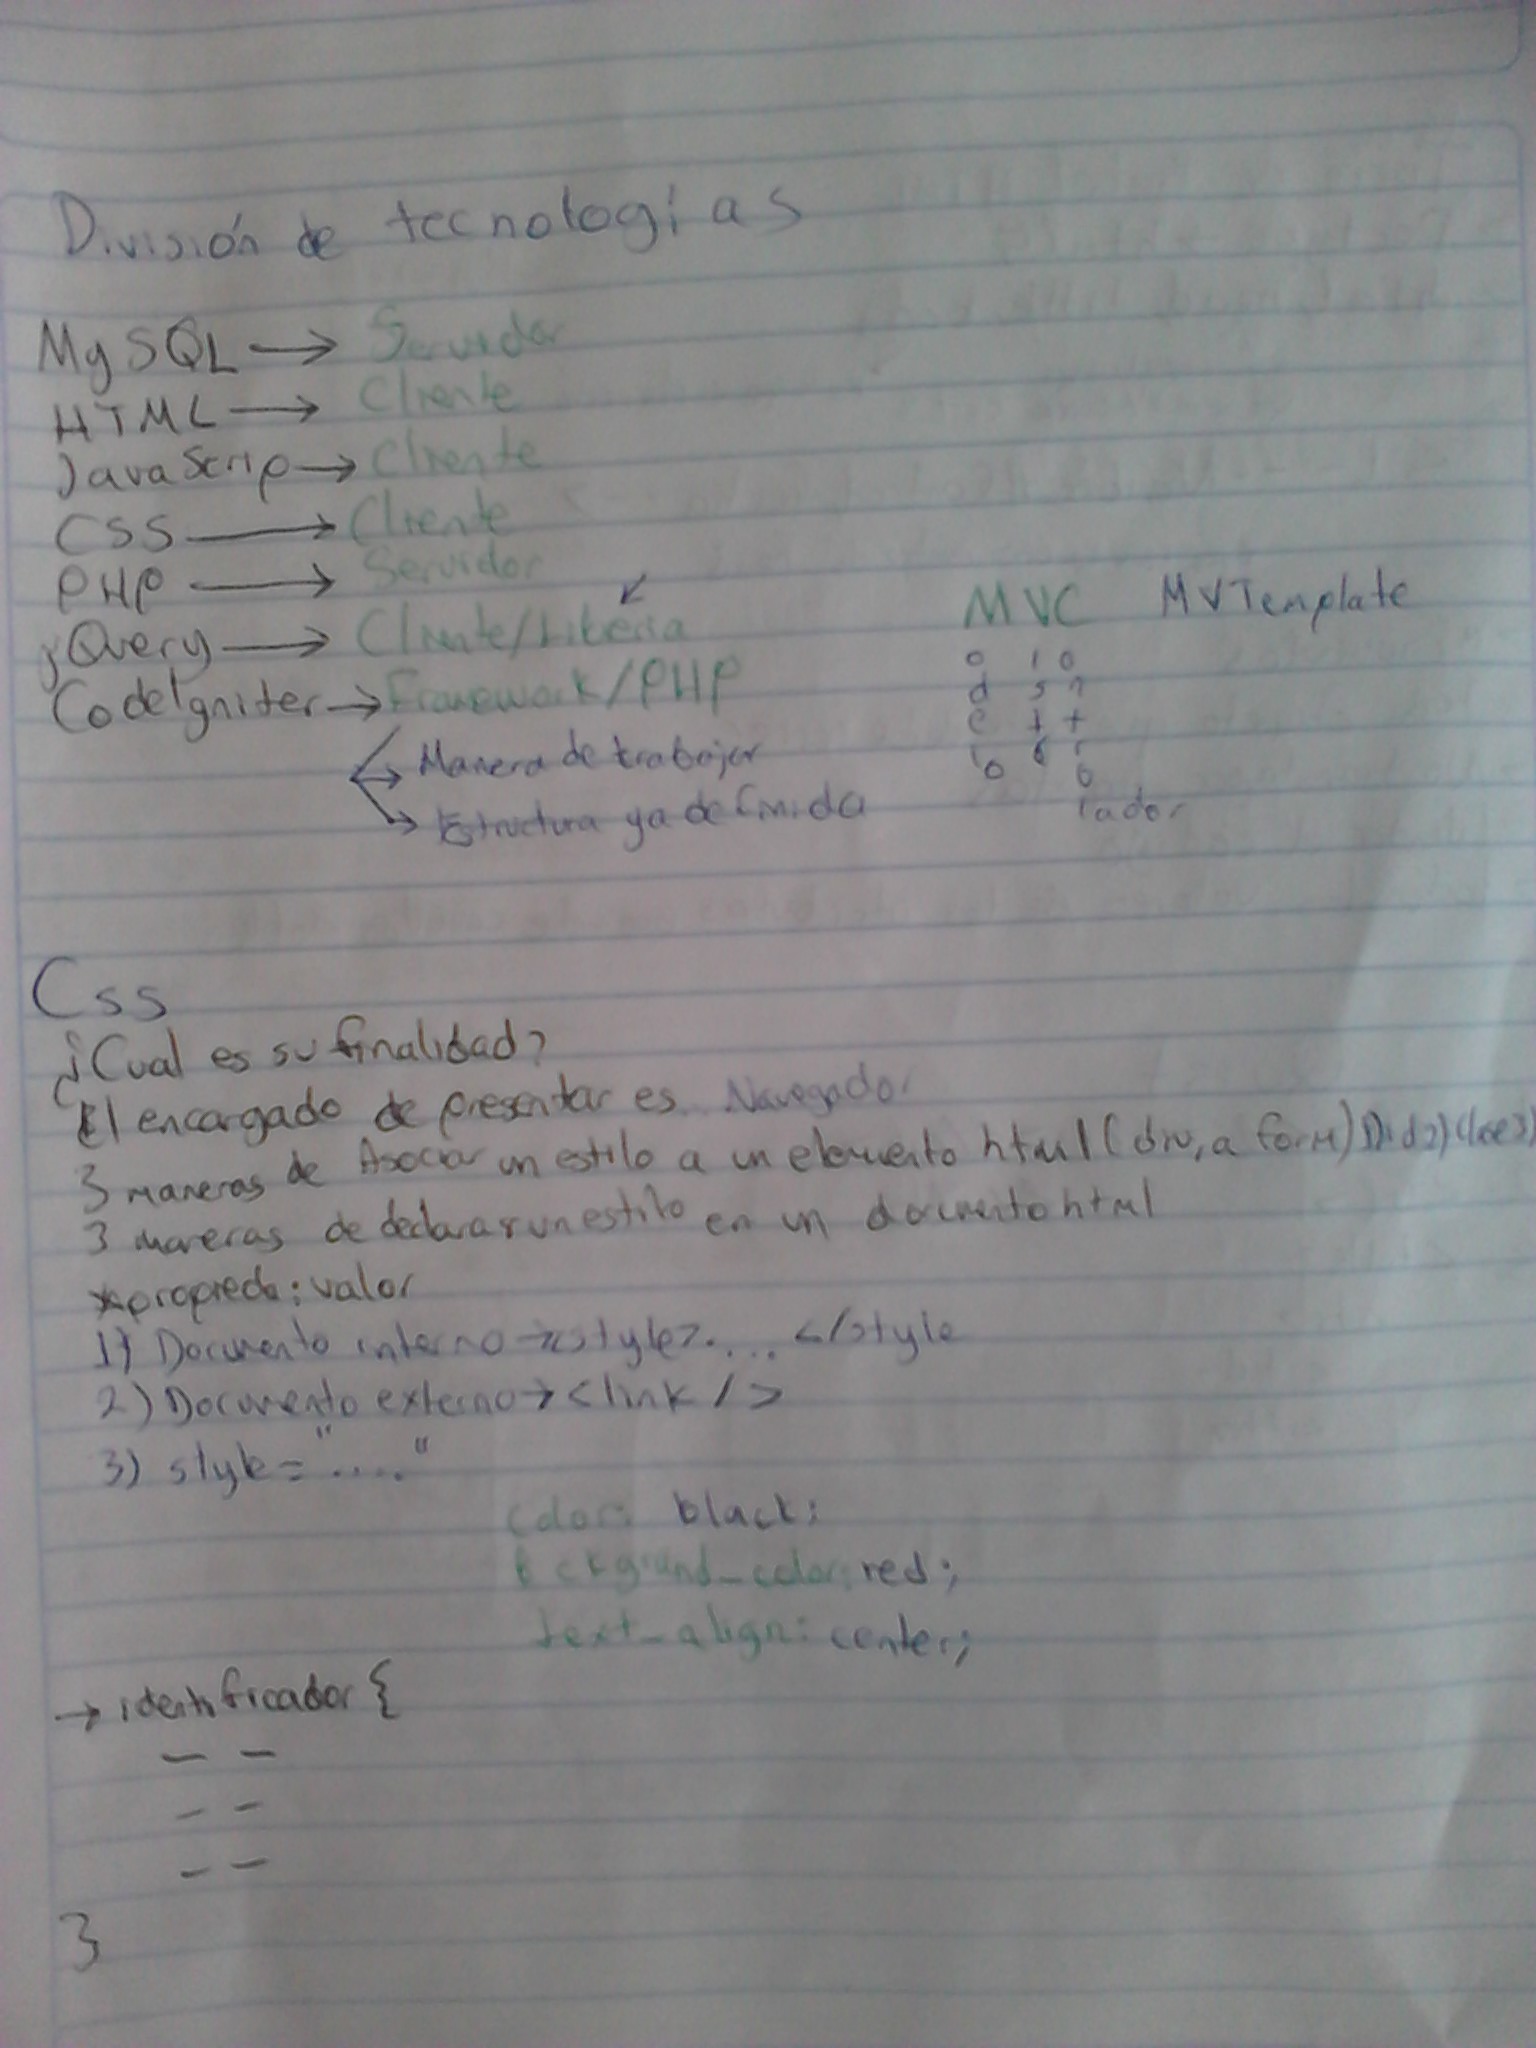 División de tecnologías
MySQL → Servidor
HTML → Cliente
JavaScrip → Cliente
CSS → Cliente
PHP → Servidor
jQuery → Cliente/Libería
CodeIgniter → Framework/PHP
→ Manera de trabajar
→ Estructura ya definida
MVC MVTemplate
o i o
d s n
e t t
l a r
o o
lador
Css
¿Cual es su finalidad?
El encargado de presentar es Navegador
3 maneras de Asociar un estilo a un elemento html (div, a form) 1) id 2) Clase 3)
3 maneras de declarar un estilo en un documento html
*propieda: valor
1) Documento interno → <style> .... </style
2) Documento externo → <link />
3) style = "....."
color: black;
background_color: red;
text_align: center;
→ identificador {
— —
— —
— —
}